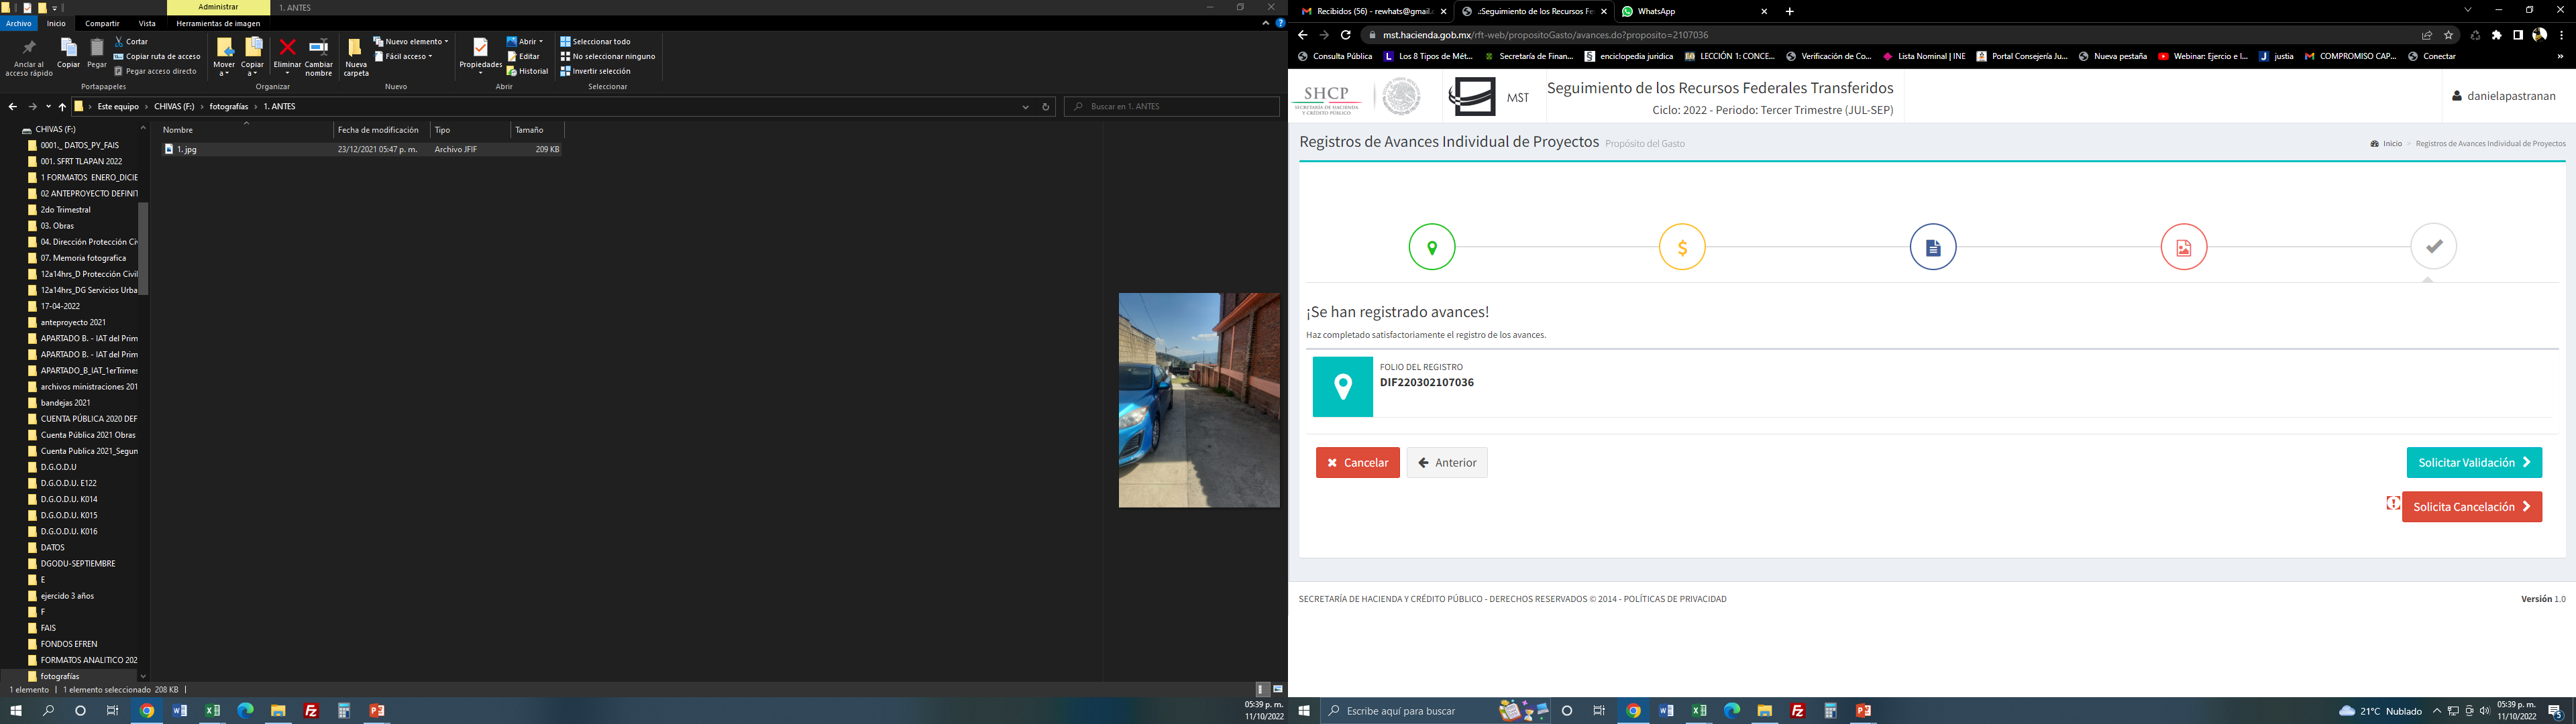 Administrar
1. ANTES
Archivo
Inicio
Compartir
Vista
Herramientas de imagen
Anclar al
acceso rápido
Copiar
Pegar
Cortar
Copiar ruta de acceso
Pegar acceso directo
Portapapeles
Mover
a
Copiar
a
Eliminar
Cambiar
nombre
Organizar
Nueva
carpeta
Nuevo elemento
Fácil acceso
Nuevo
Propiedades
Abrir
Editar
Historial
Abrir
Seleccionar todo
No seleccionar ninguno
Invertir selección
Seleccionar
Este equipo > CHIVAS (F:) > fotografías > 1. ANTES
Buscar en 1. ANTES
Nombre
Fecha de modificación
Tipo
Tamaño
1.jpg
23/12/2021 05:47 p. m.
Archivo JFIF
209 KB
CHIVAS (F:)
0001._ DATOS_PY_FAIS
001. SFRT TLAPAN 2022
1 FORMATOS ENERO_DICIE
02 ANTEPROYECTO DEFINIT
2do Trimestral
03. Obras
04. Dirección Protección Civ
07. Memoria fotografica
12a14hrs_D Protección Civil
12a14hrs_DG Servicios Urba
17-04-2022
anteproyecto 2021
APARTADO B. - IAT del Prim
APARTADO B. - IAT del Prim
APARTADO_B_IAT_1erTrimes
archivos ministraciones 201
bandejas 2021
CUENTA PÚBLICA 2020 DEF
Cuenta Pública 2021 Obras
Cuenta Publica 2021_Segun
D.G.O.D.U
D.G.O.D.U. E122
D.G.O.D.U. K014
D.G.O.D.U. K015
D.G.O.D.U. K016
DATOS
DGODU-SEPTIEMBRE
E
ejercido 3 años
F
FAIS
FONDOS EFREN
FORMATOS ANALITICO 202
fotografías
1 elemento
1 elemento seleccionado 208 KB
05:39 p. m.
11/10/2022
Recibidos (56) - rewhats@gmail.c
.:Seguimiento de los Recursos Fe
WhatsApp
mst.hacienda.gob.mx/rft-web/propositoGasto/avances.do?proposito=2107036
Consulta Pública
Los 8 Tipos de Mét...
Secretaría de Finan...
enciclopedia juridica
LECCIÓN 1: CONCE...
Verificación de Co...
Lista Nominal | INE
Portal Consejería Ju...
Nueva pestaña
Webinar: Ejercio e I...
justia
COMPROMISO CAP...
Conectar
SHCP
SECRETARÍA DE HACIENDA
Y CRÉDITO PÚBLICO
MST
Seguimiento de los Recursos Federales Transferidos
Ciclo: 2022 - Periodo: Tercer Trimestre (JUL-SEP)
danielapastranan
Registros de Avances Individual de Proyectos Propósito del Gasto
Inicio > Registros de Avances Individual de Proyectos
$
¡Se han registrado avances!
Haz completado satisfactoriamente el registro de los avances.
FOLIO DEL REGISTRO
DIF220302107036
Cancelar
Anterior
Solicitar Validación
Solicita Cancelación
SECRETARÍA DE HACIENDA Y CRÉDITO PÚBLICO - DERECHOS RESERVADOS © 2014 - POLÍTICAS DE PRIVACIDAD
Versión 1.0
Escribe aquí para buscar
21°C Nublado
05:39 p. m.
11/10/2022